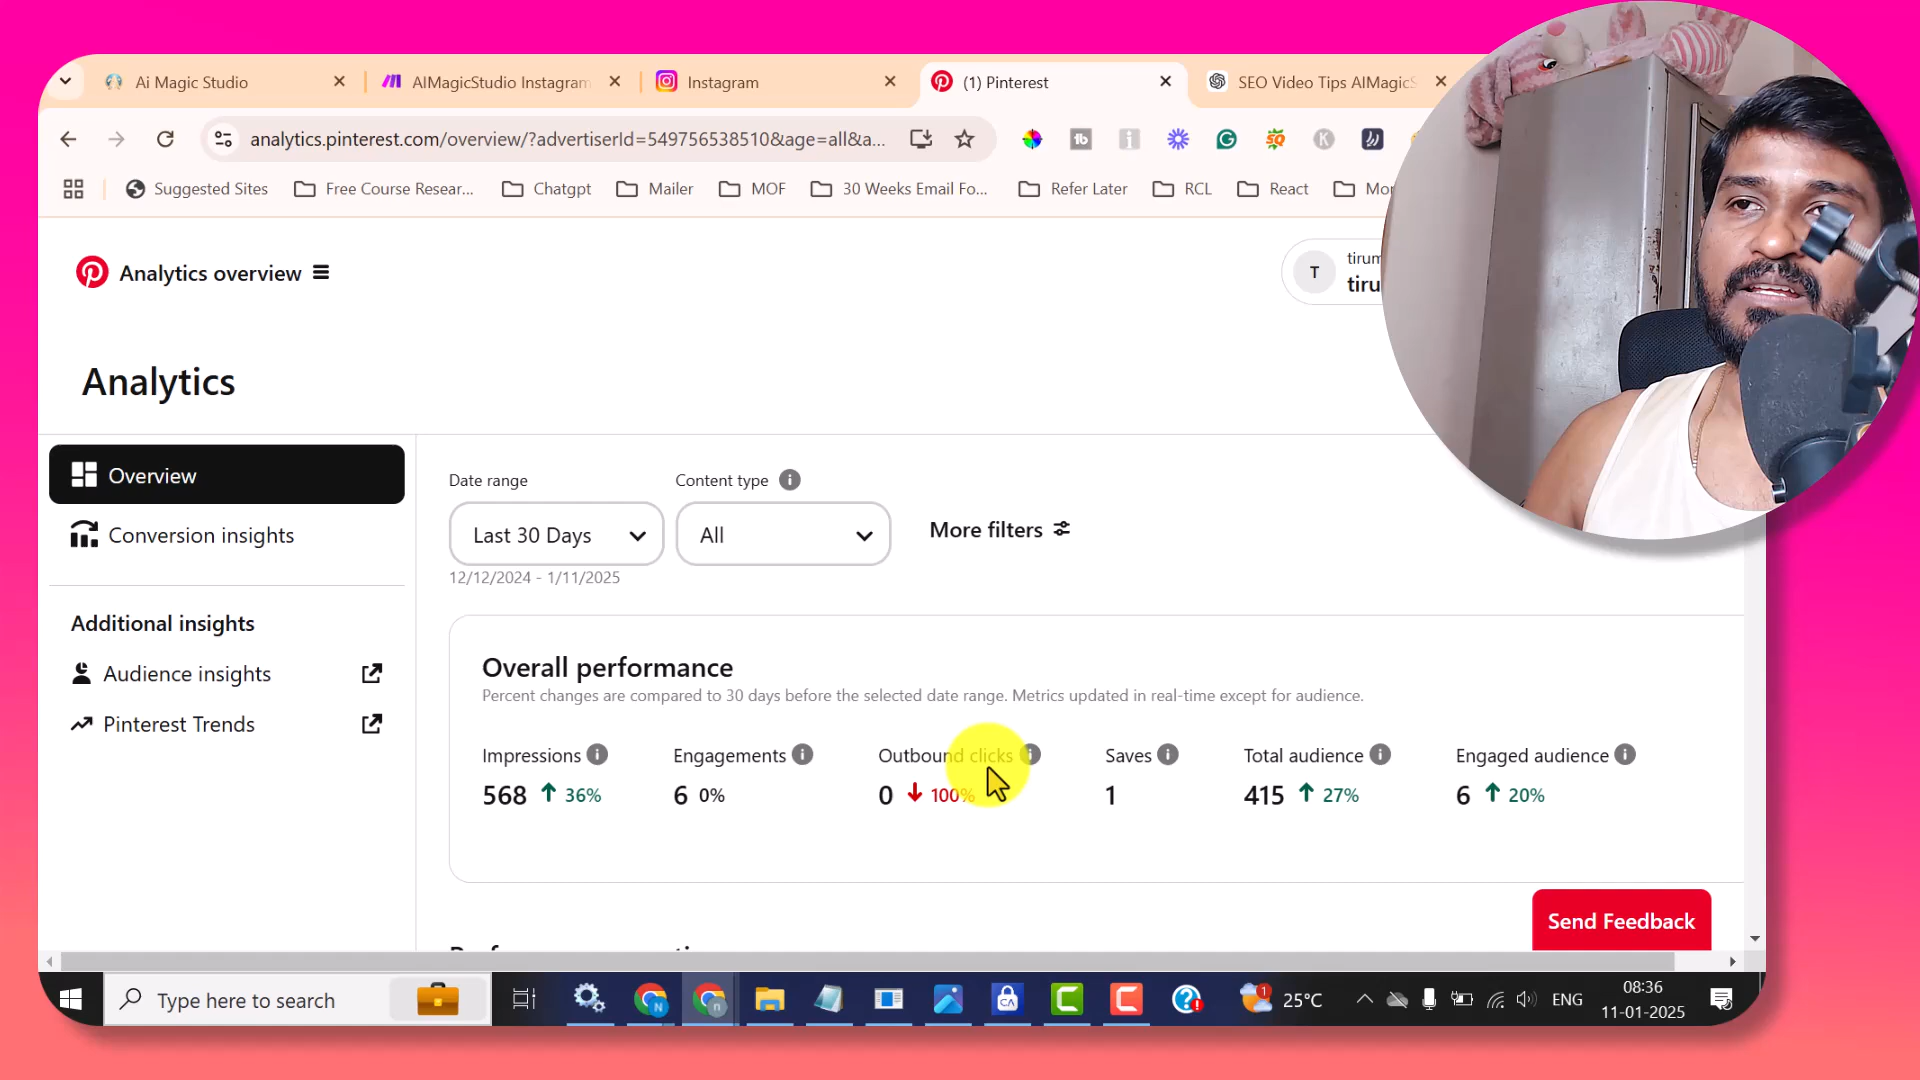 Ai Magic Studio
AIMagicStudio Instagram
Instagram
(1) Pinterest
SEO Video Tips AIMagicS
analytics.pinterest.com/overview/?advertiserId=549756538510&age=all&a...
Suggested Sites
Free Course Resear...
Chatgpt
Mailer
MOF
30 Weeks Email Fo...
Refer Later
RCL
React
Mor
Analytics overview
T
tirum
tiru
Analytics
Overview
Conversion insights
Additional insights
Audience insights
Pinterest Trends
Date range
Content type
Last 30 Days
All
More filters
12/12/2024 - 1/11/2025
Overall performance
Percent changes are compared to 30 days before the selected date range. Metrics updated in real-time except for audience.
Impressions
Engagements
Outbound clicks
Saves
Total audience
Engaged audience
568 36%
6 0%
0 100%
1
415 27%
6 20%
Send Feedback
Type here to search
25°C
ENG
08:36
11-01-2025